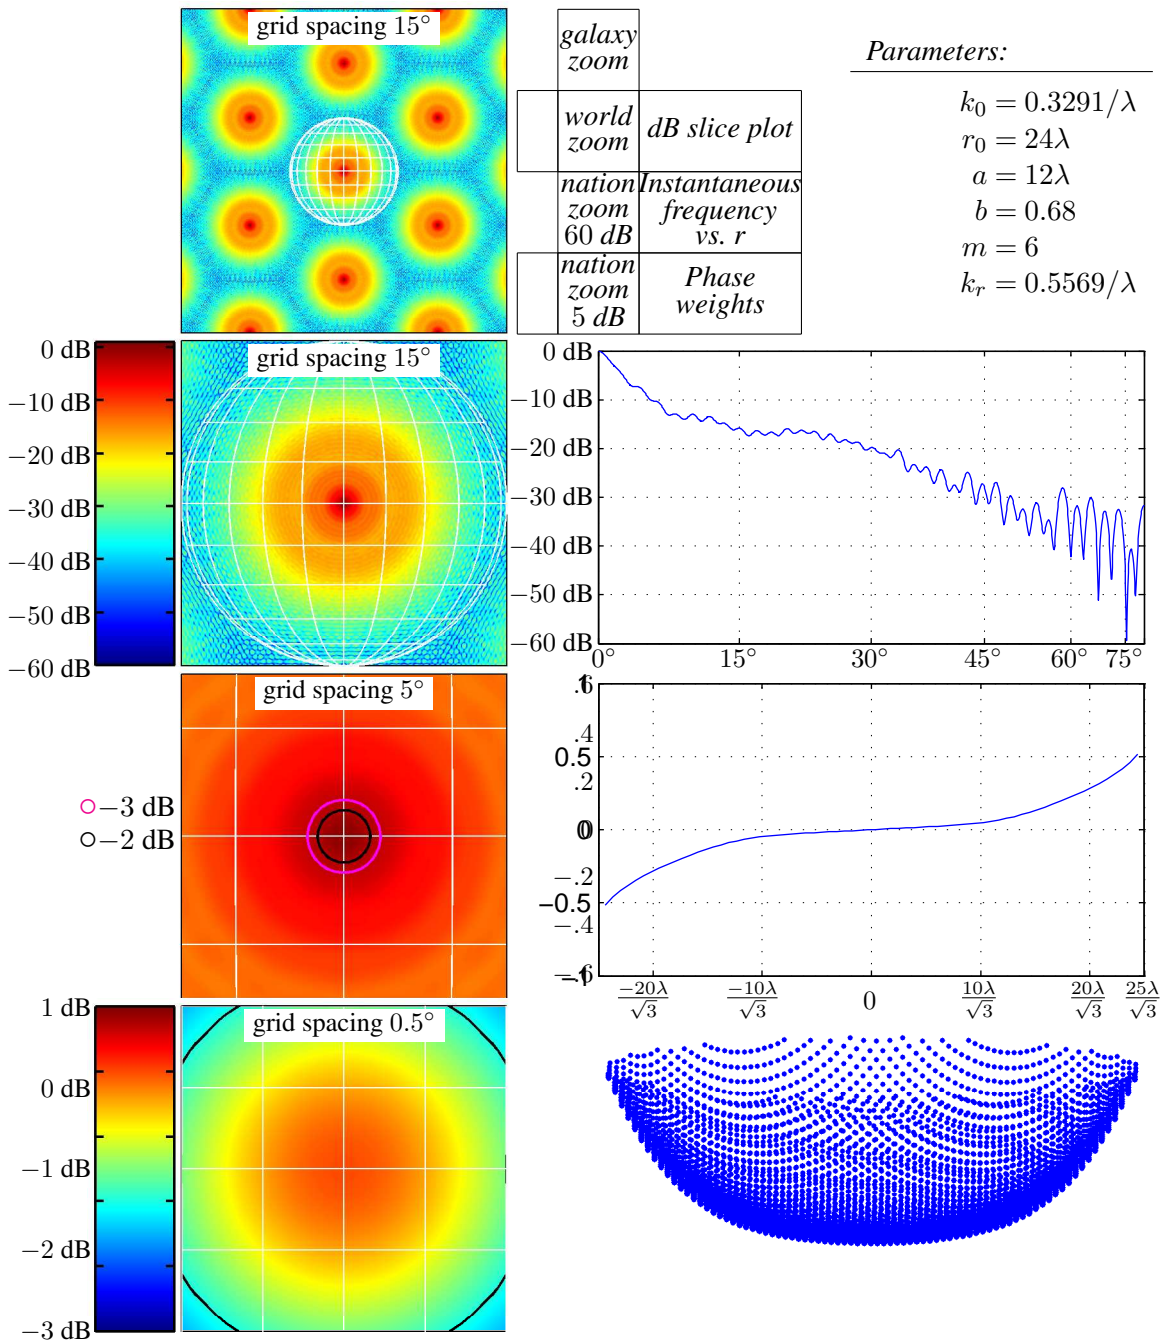 grid spacing 15°
galaxy
zoom
world
zoom
dB slice plot
nation
zoom
60 dB
Instantaneous
frequency
vs. r
nation
zoom
5 dB
Phase
weights
Parameters:
k₀ = 0.3291/λ
r₀ = 24λ
a = 12λ
b = 0.68
m = 6
kᵣ = 0.5569/λ
0 dB
−10 dB
−20 dB
−30 dB
−40 dB
−50 dB
−60 dB
grid spacing 15°
0 dB
−10 dB
−20 dB
−30 dB
−40 dB
−50 dB
−60 dB
0° 15° 30° 45° 60° 75°
grid spacing 5°
−3 dB
−2 dB
.6
1
.4
0.5
.2
0
−.2
−0.5
−.4
−.6
−1
−20λ/√3 −10λ/√3 0 10λ/√3 20λ/√3 25λ/√3
1 dB
0 dB
−1 dB
−2 dB
−3 dB
grid spacing 0.5°